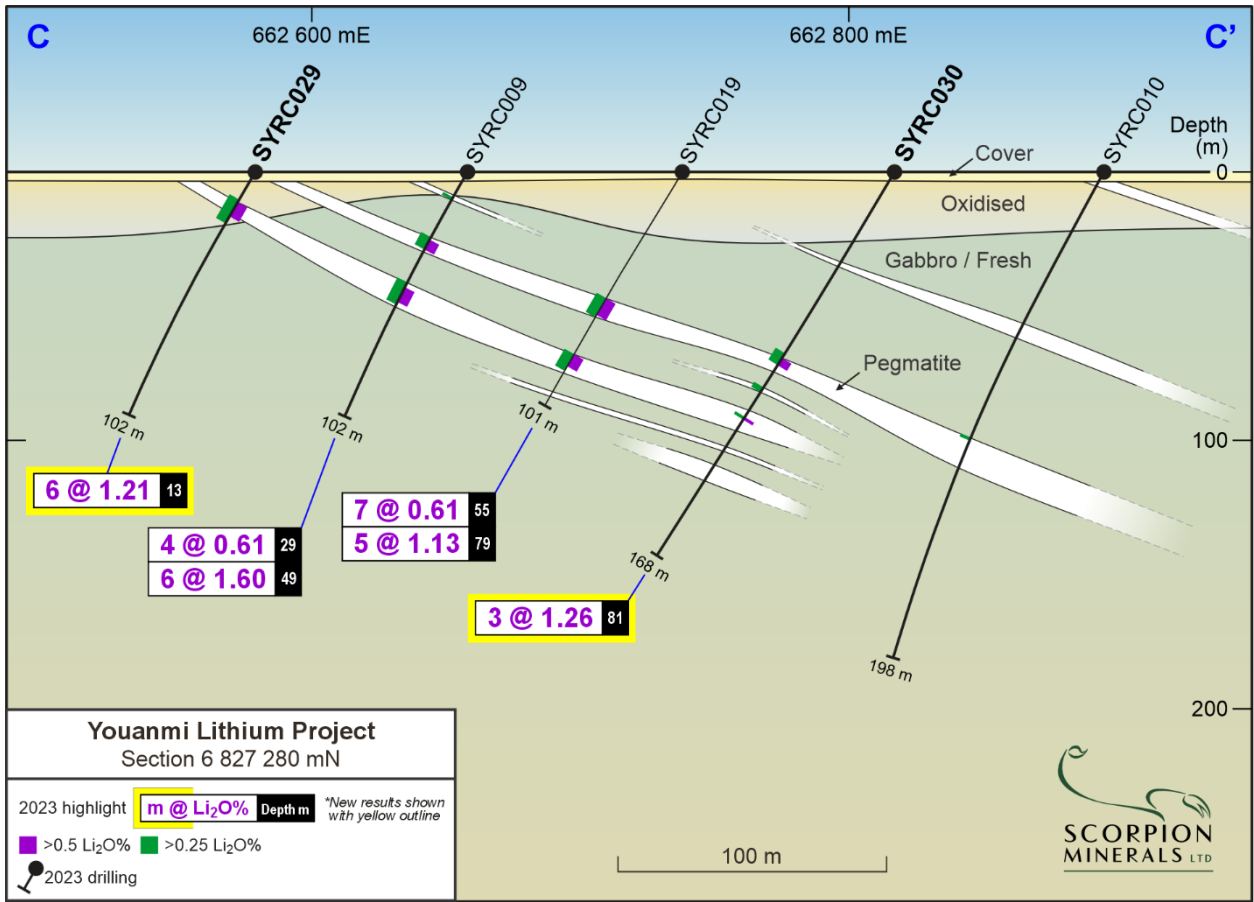 C
662 600 mE
662 800 mE
C'
SYRC029
SYRC009
SYRC019
SYRC030
SYRC010
Depth
(m)
Cover
0
Oxidised
Gabbro / Fresh
Pegmatite
102 m
102 m
101 m
100
6 @ 1.21 13
4 @ 0.61 29
6 @ 1.60 49
7 @ 0.61 55
5 @ 1.13 79
168 m
3 @ 1.26 81
198 m
200
Youanmi Lithium Project
Section 6 827 280 mN
2023 highlight m @ Li₂O% Depth m *New results shown
with yellow outline
>0.5 Li₂O% >0.25 Li₂O%
2023 drilling
100 m
SCORPION
MINERALS LTD